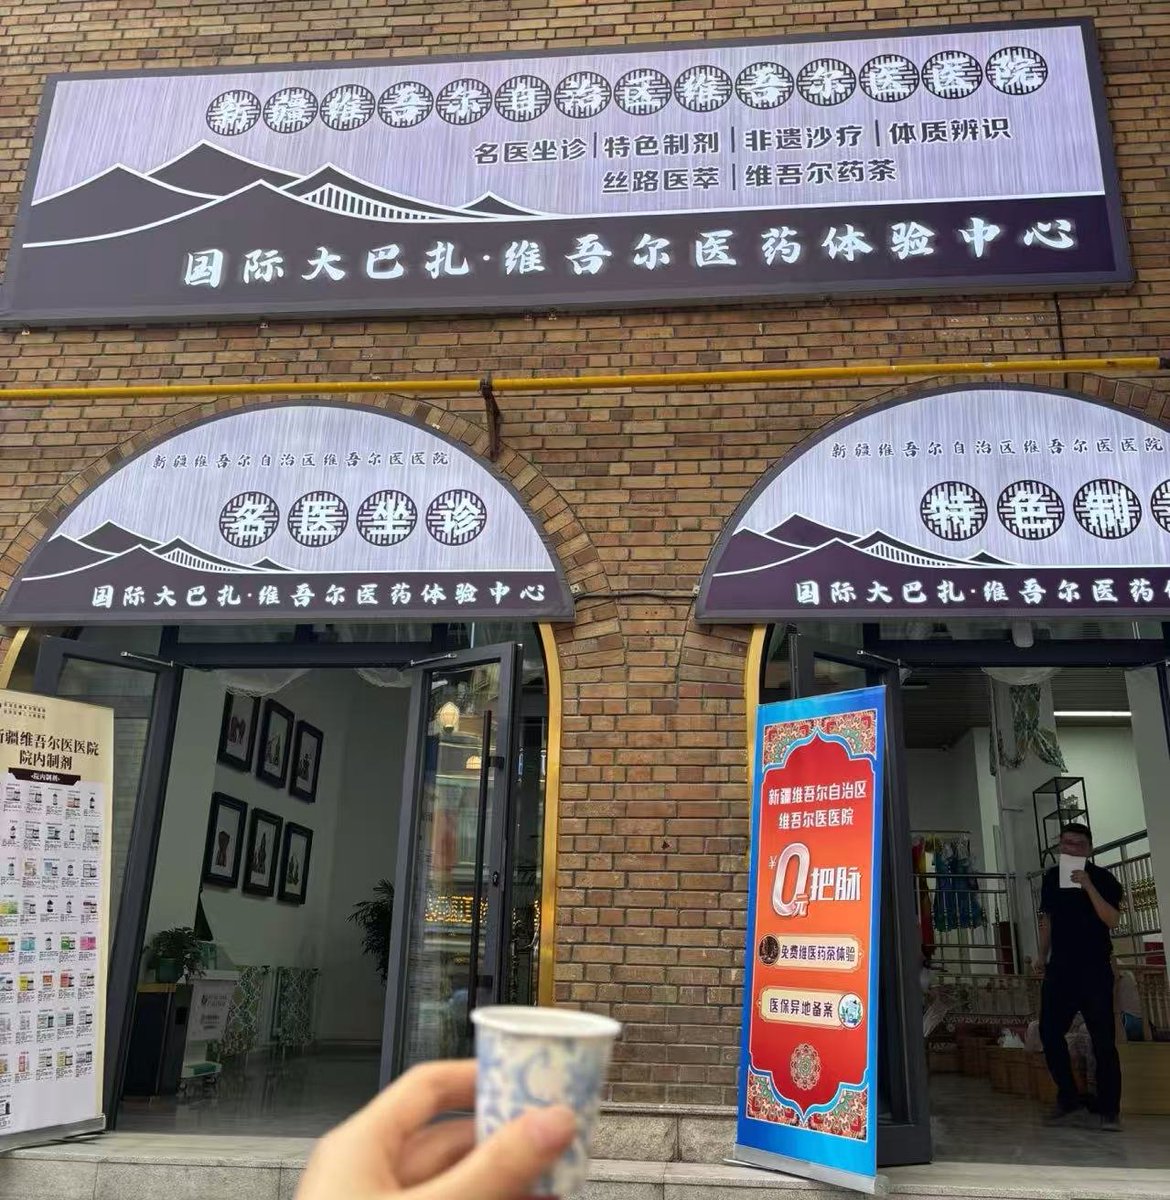 新疆维吾尔自治区维吾尔医医院
名医坐诊|特色制剂|非遗沙疗|体质辨识
丝路医萃|维吾尔药茶
国际大巴扎·维吾尔医药体验中心
新疆维吾尔自治区维吾尔医医院
名医坐诊
国际大巴扎·维吾尔医药体验中心
新疆维吾尔自治区维吾尔医医院
特色制
国际大巴扎·维吾尔医药
新疆维吾尔医医院
院内制剂
院内制剂
新疆维吾尔自治区
维吾尔医医院
¥0元把脉
免费维医药茶体验
医保异地备案